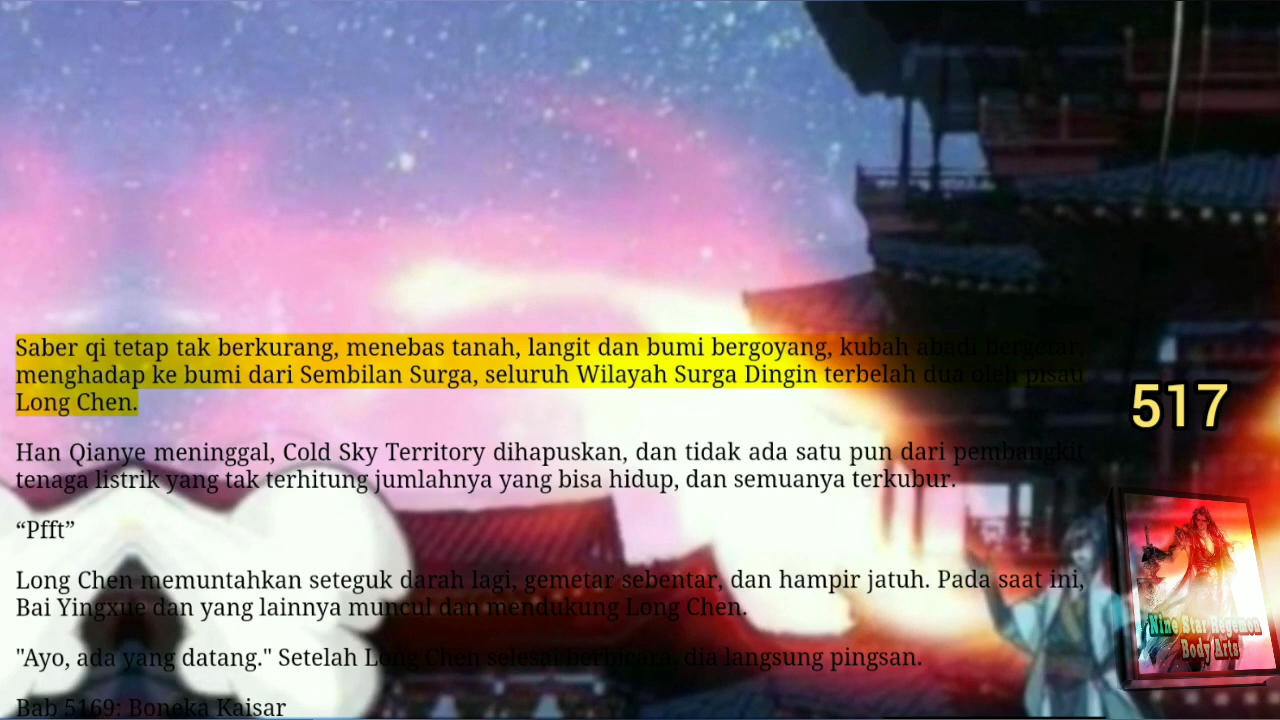 Saber qi tetap tak berkurang, menebas tanah, langit dan bumi bergoyang, kubah abadi bergetar,
menghadap ke bumi dari Sembilan Surga, seluruh Wilayah Surga Dingin terbelah dua oleh pisau
Long Chen.
Han Qianye meninggal, Cold Sky Territory dihapuskan, dan tidak ada satu pun dari pembangkit
tenaga listrik yang tak terhitung jumlahnya yang bisa hidup, dan semuanya terkubur.
“Pfft”
Long Chen memuntahkan seteguk darah lagi, gemetar sebentar, dan hampir jatuh. Pada saat ini,
Bai Yingxue dan yang lainnya muncul dan mendukung Long Chen.
"Ayo, ada yang datang." Setelah Long Chen selesai berbicara, dia langsung pingsan.
Bab 5169: Boneka Kaisar
517
Nine Star Hegemon
Body Arts